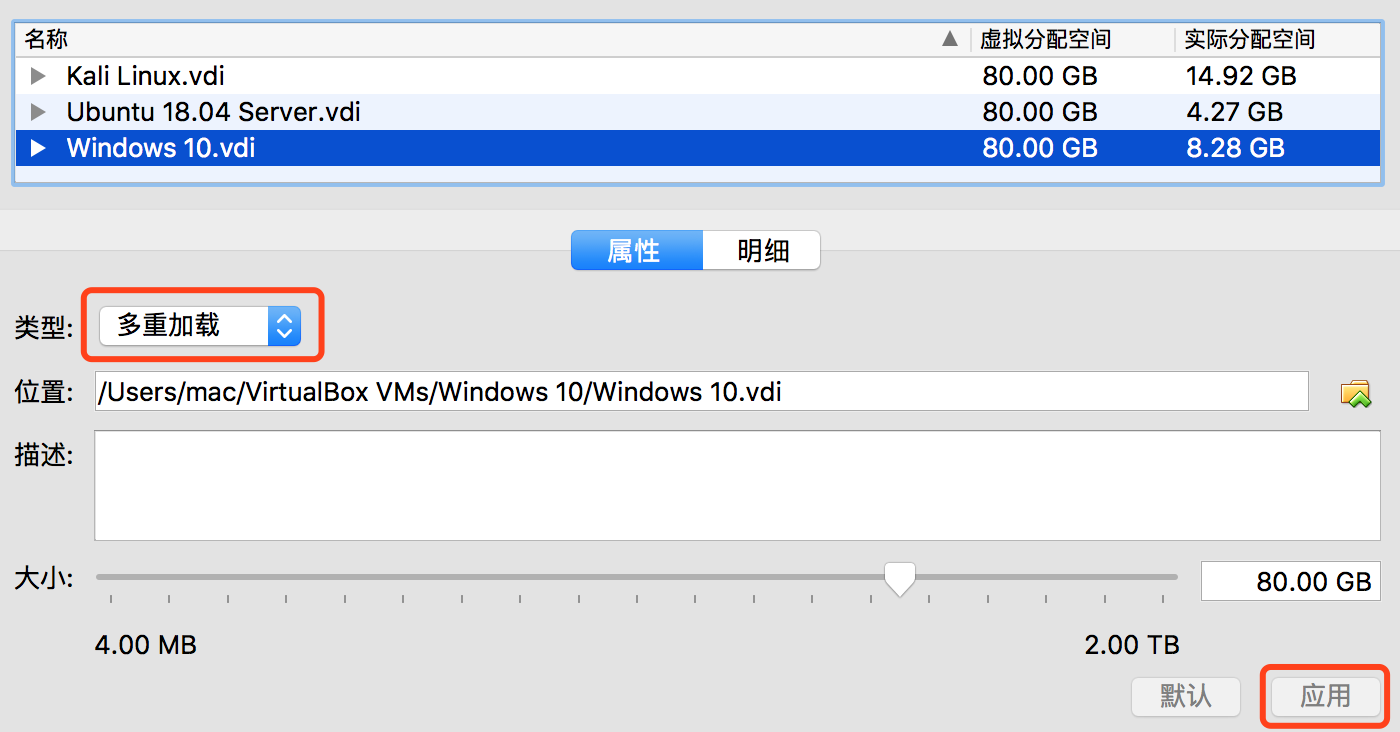 名称 虚拟分配空间 实际分配空间
Kali Linux.vdi 80.00 GB 14.92 GB
Ubuntu 18.04 Server.vdi 80.00 GB 4.27 GB
Windows 10.vdi 80.00 GB 8.28 GB
属性 明细
类型: 多重加载
位置: /Users/mac/VirtualBox VMs/Windows 10/Windows 10.vdi
描述:
大小: 80.00 GB
4.00 MB 2.00 TB
默认 应用